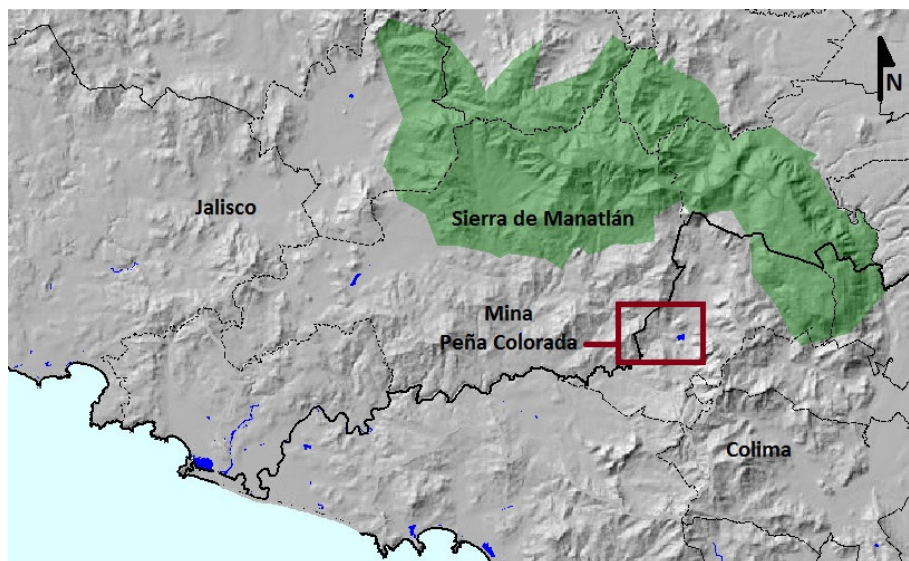 N
Jalisco
Sierra de Manatlán
Mina
Peña Colorada
Colima